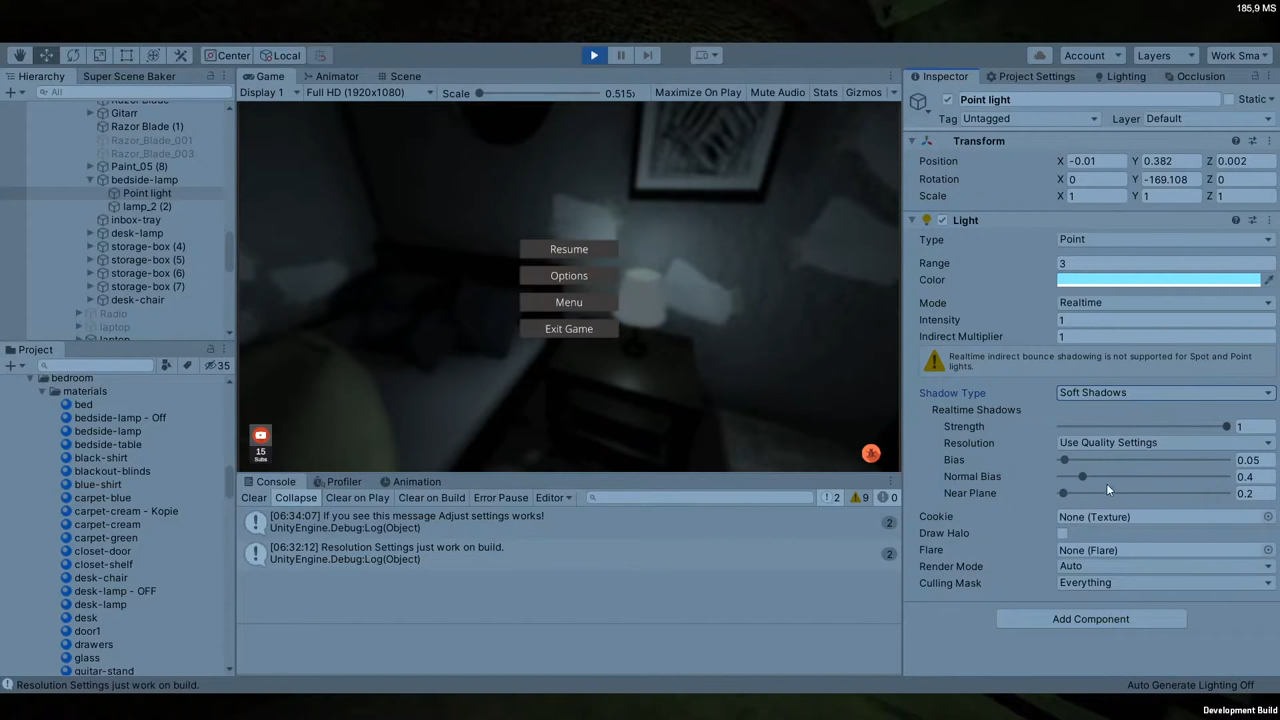 185,9 MS
Center Local Account Layers Work Sma
Hierarchy Super Scene Baker Game Animator Scene Inspector Project Settings Lighting Occlusion
All Display 1 Full HD (1920x1080) Scale 0.515x Maximize On Play Mute Audio Stats Gizmos
Gitarr
Razor Blade (1)
Razor_Blade_001
Razor_Blade_003
Paint_05 (8)
bedside-lamp
Point light
lamp_2 (2)
inbox-tray
desk-lamp
storage-box (4)
storage-box (5)
storage-box (6)
storage-box (7)
desk-chair
Radio
laptop
Project
35
bedroom
materials
bed
bedside-lamp - Off
bedside-lamp
bedside-table
black-shirt
blackout-blinds
blue-shirt
carpet-blue
carpet-cream - Kopie
carpet-cream
carpet-green
closet-door
closet-shelf
desk-chair
desk-lamp - OFF
desk-lamp
desk
door1
drawers
glass
guitar-stand
Resume
Options
Menu
Exit Game
15
Subs
Console Profiler Animation
Clear Collapse Clear on Play Clear on Build Error Pause Editor 2 9 0
[06:34:07] If you see this message Adjust settings works!
UnityEngine.Debug:Log(Object)
2
[06:32:12] Resolution Settings just work on build.
UnityEngine.Debug:Log(Object)
2
Point light Static
Tag Untagged Layer Default
Transform
Position X -0.01 Y 0.382 Z 0.002
Rotation X 0 Y -169.108 Z 0
Scale X 1 Y 1 Z 1
Light
Type Point
Range 3
Color
Mode Realtime
Intensity 1
Indirect Multiplier 1
Realtime indirect bounce shadowing is not supported for Spot and Point
lights.
Shadow Type Soft Shadows
Realtime Shadows
Strength 1
Resolution Use Quality Settings
Bias 0.05
Normal Bias 0.4
Near Plane 0.2
Cookie None (Texture)
Draw Halo
Flare None (Flare)
Render Mode Auto
Culling Mask Everything
Add Component
Resolution Settings just work on build.
Auto Generate Lighting Off
Development Build